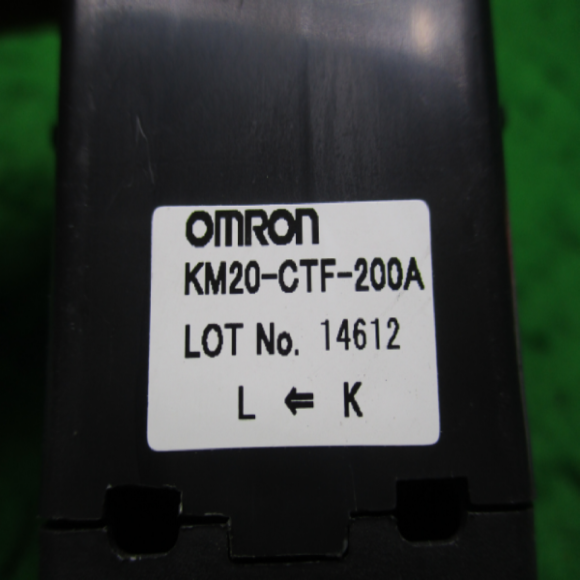 OMRON
KM20-CTF-200A
LOT No. 14612
L ⇐ K